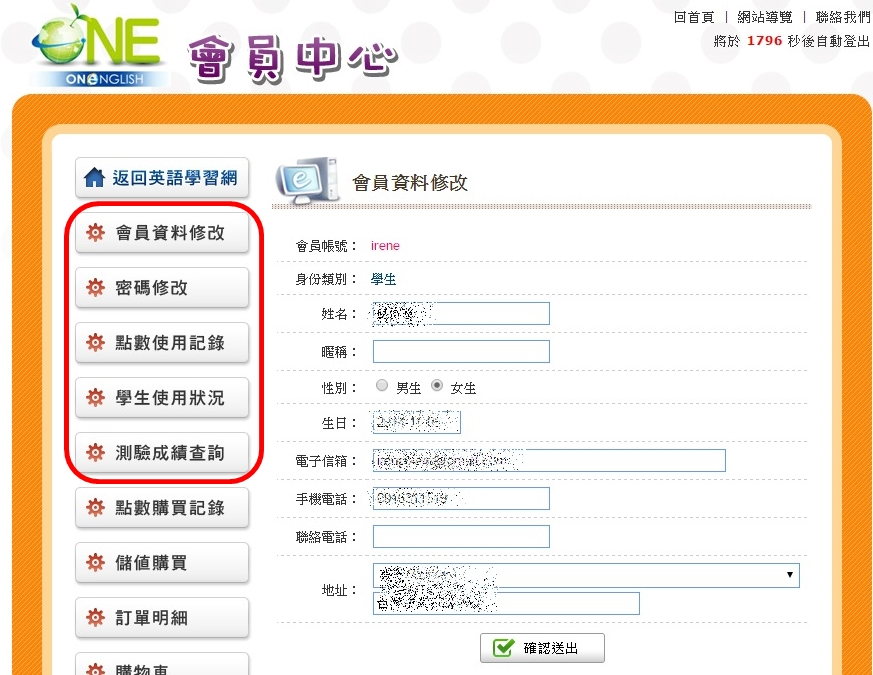 回首頁 | 網站導覽 | 聯絡我們
將於 1796 秒後自動登出
ONE
ONENGLISH
會員中心
返回英語學習網
會員資料修改
密碼修改
點數使用記錄
學生使用狀況
測驗成績查詢
點數購買記錄
儲值購買
訂單明細
購物車
會員資料修改
會員帳號： irene
身份類別： 學生
姓名：
暱稱：
性別： 男生 女生
生日：
電子信箱：
手機電話：
聯絡電話：
地址：
確認送出